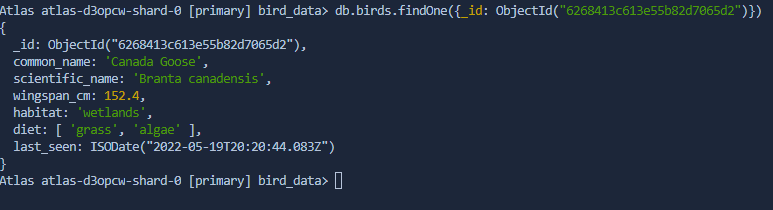 Atlas atlas-d3opcw-shard-0 [primary] bird_data> db.birds.findOne({_id: ObjectId("6268413c613e55b82d7065d2")})
{
  _id: ObjectId("6268413c613e55b82d7065d2"),
  common_name: 'Canada Goose',
  scientific_name: 'Branta canadensis',
  wingspan_cm: 152.4,
  habitat: 'wetlands',
  diet: [ 'grass', 'algae' ],
  last_seen: ISODate("2022-05-19T20:20:44.083Z")
}
Atlas atlas-d3opcw-shard-0 [primary] bird_data>